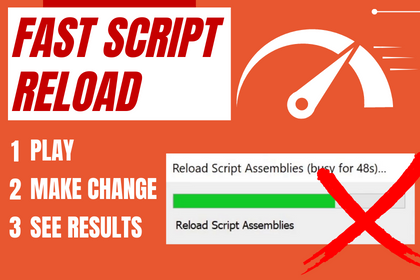 FAST SCRIPT
RELOAD
1 PLAY
2 MAKE CHANGE
3 SEE RESULTS
Reload Script Assemblies (busy for 48s)...
Reload Script Assemblies